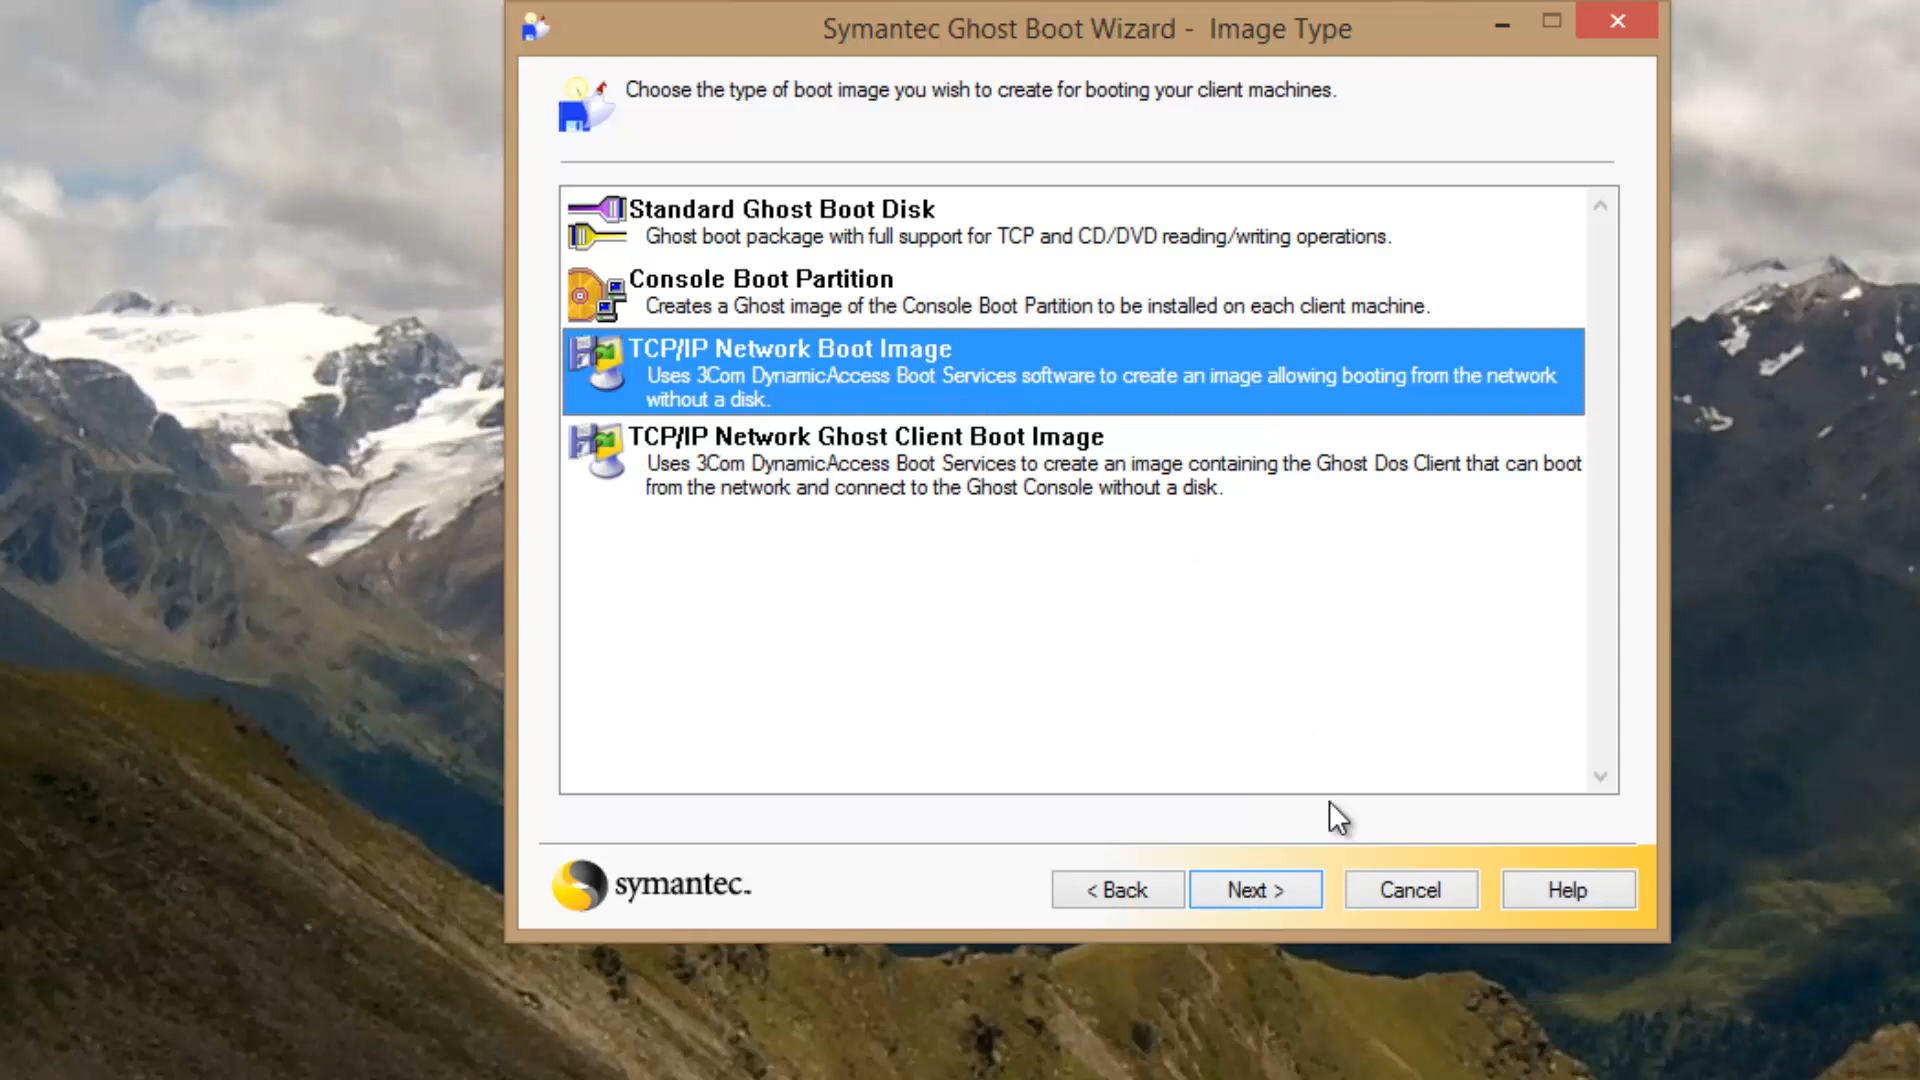 Symantec Ghost Boot Wizard - Image Type
Choose the type of boot image you wish to create for booting your client machines.
Standard Ghost Boot Disk
Ghost boot package with full support for TCP and CD/DVD reading/writing operations.
Console Boot Partition
Creates a Ghost image of the Console Boot Partition to be installed on each client machine.
TCP/IP Network Boot Image
Uses 3Com DynamicAccess Boot Services software to create an image allowing booting from the network
without a disk.
TCP/IP Network Ghost Client Boot Image
Uses 3Com DynamicAccess Boot Services to create an image containing the Ghost Dos Client that can boot
from the network and connect to the Ghost Console without a disk.
symantec.
< Back
Next >
Cancel
Help